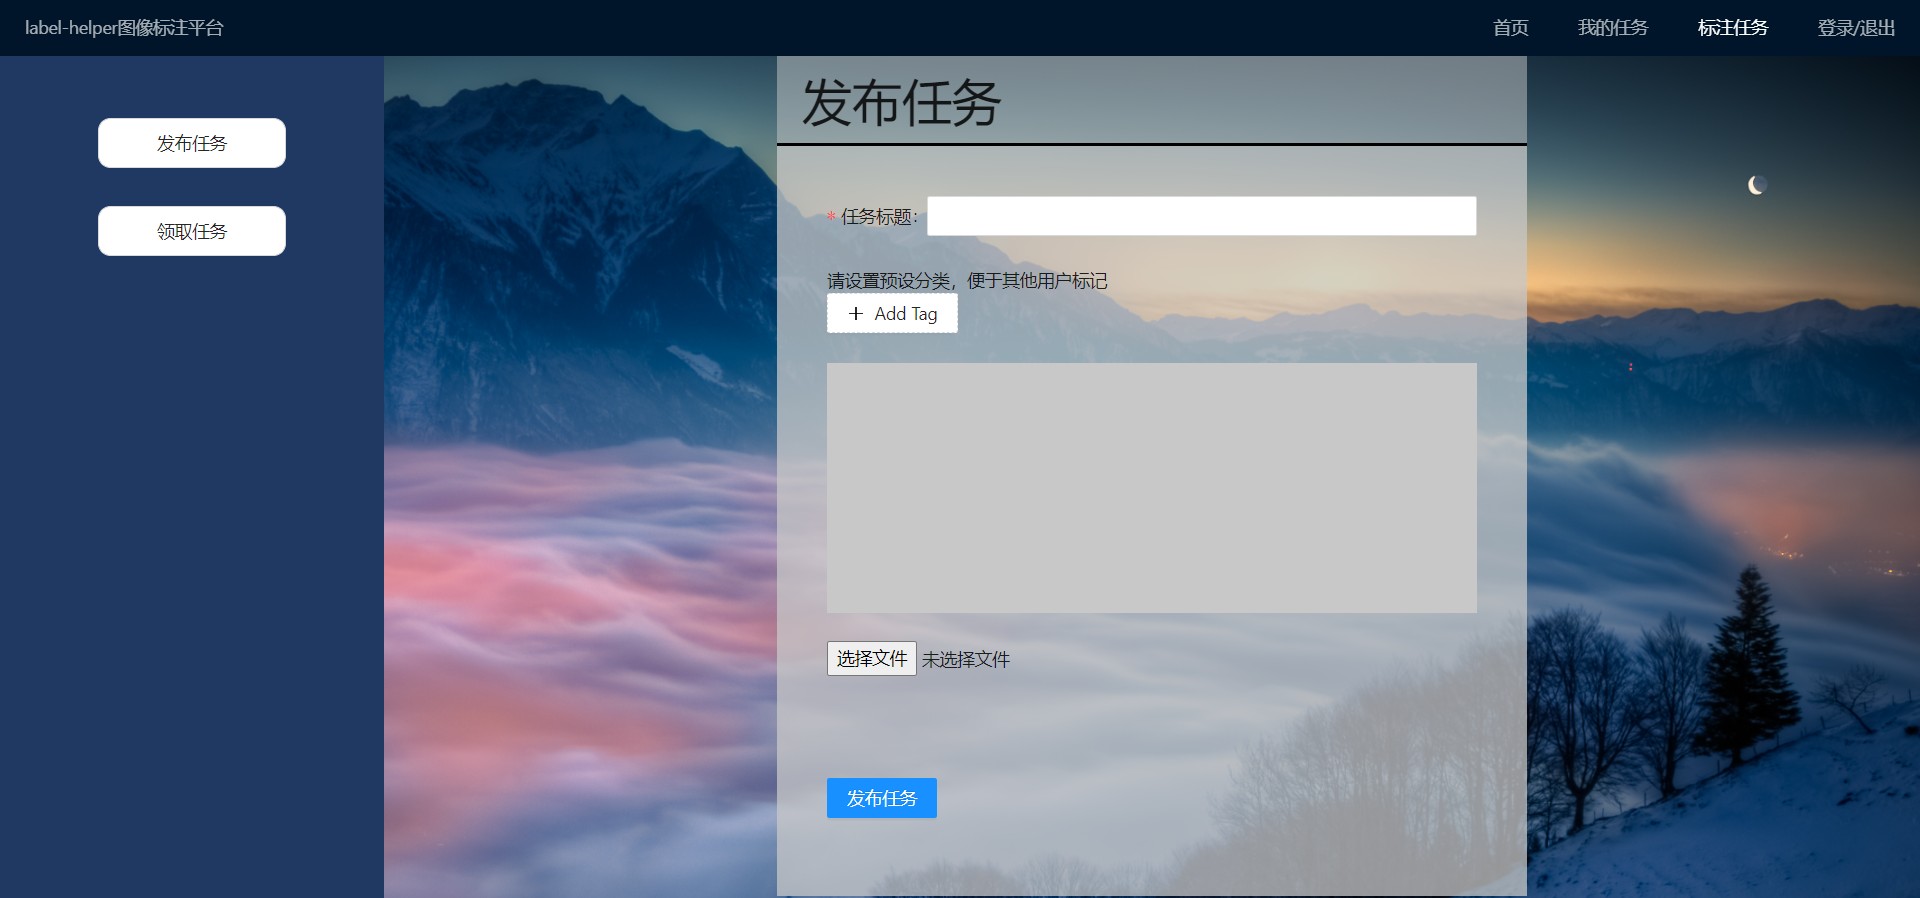 label-helper图像标注平台
首页
我的任务
标注任务
登录/退出
发布任务
领取任务
发布任务
* 任务标题：
请设置预设分类，便于其他用户标记
+ Add Tag
选择文件 未选择文件
发布任务